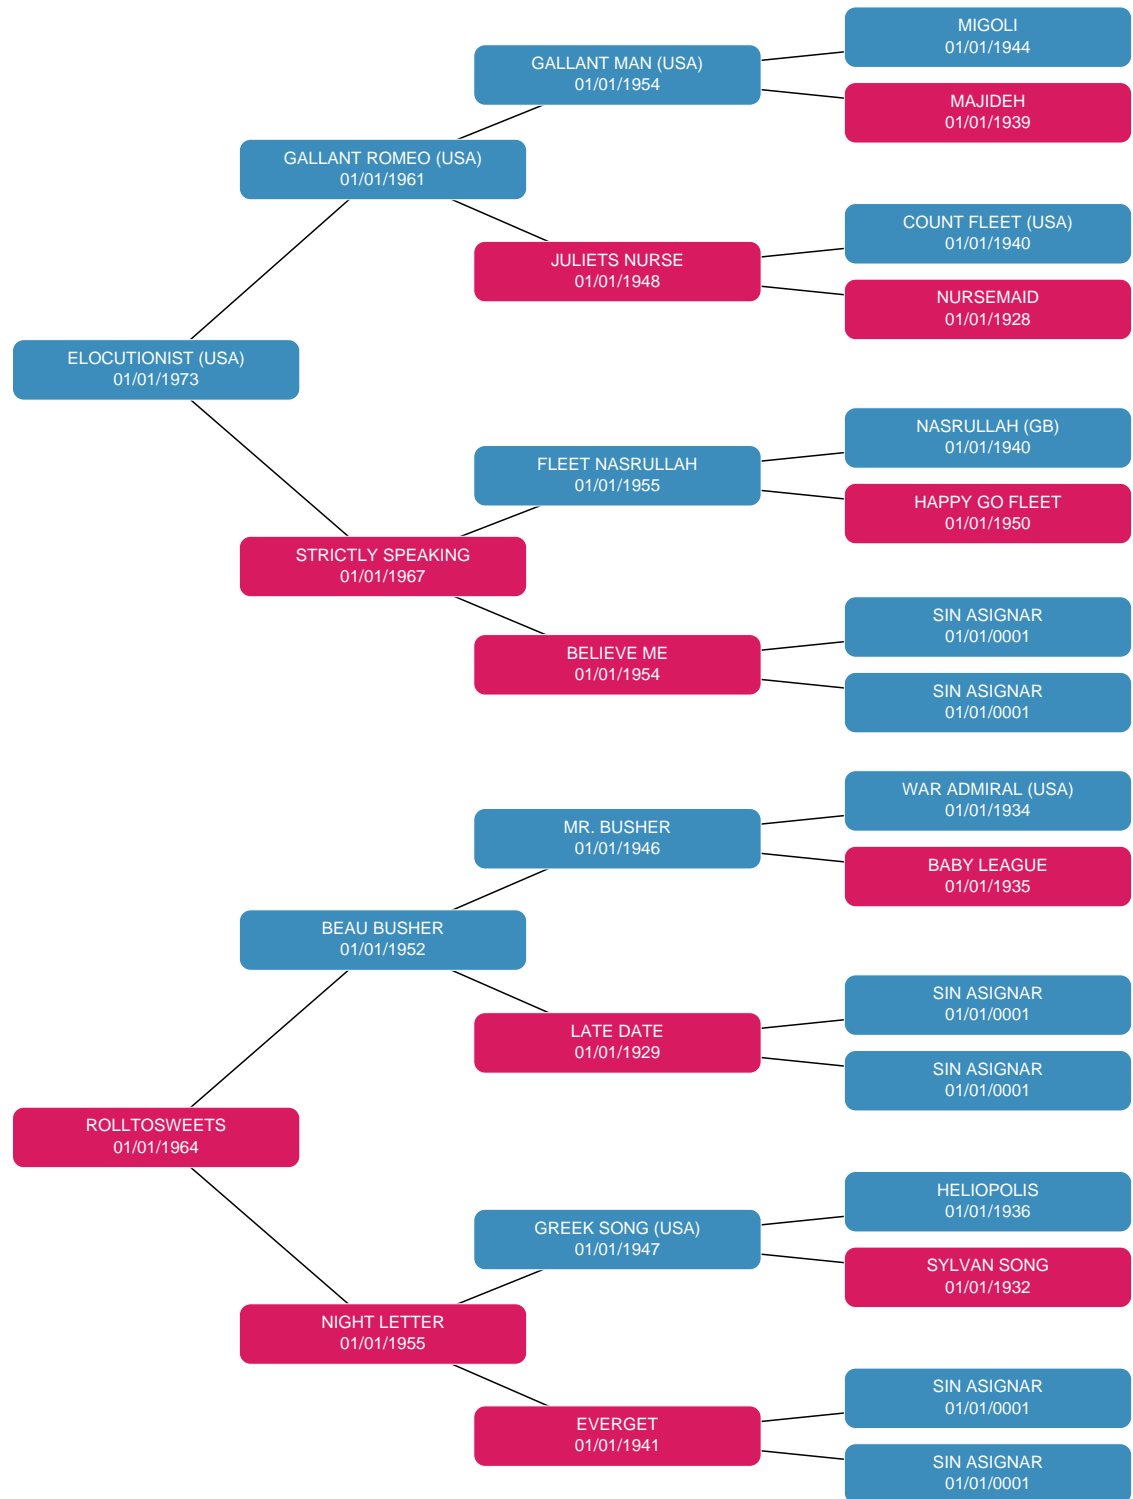 MIGOLI
01/01/1944
GALLANT MAN (USA)
01/01/1954
MAJIDEH
01/01/1939
GALLANT ROMEO (USA)
01/01/1961
COUNT FLEET (USA)
01/01/1940
JULIETS NURSE
01/01/1948
NURSEMAID
01/01/1928
ELOCUTIONIST (USA)
01/01/1973
NASRULLAH (GB)
01/01/1940
FLEET NASRULLAH
01/01/1955
HAPPY GO FLEET
01/01/1950
STRICTLY SPEAKING
01/01/1967
SIN ASIGNAR
01/01/0001
BELIEVE ME
01/01/1954
SIN ASIGNAR
01/01/0001
WAR ADMIRAL (USA)
01/01/1934
MR. BUSHER
01/01/1946
BABY LEAGUE
01/01/1935
BEAU BUSHER
01/01/1952
SIN ASIGNAR
01/01/0001
LATE DATE
01/01/1929
SIN ASIGNAR
01/01/0001
ROLLTOSWEETS
01/01/1964
HELIOPOLIS
01/01/1936
GREEK SONG (USA)
01/01/1947
SYLVAN SONG
01/01/1932
NIGHT LETTER
01/01/1955
SIN ASIGNAR
01/01/0001
EVERGET
01/01/1941
SIN ASIGNAR
01/01/0001